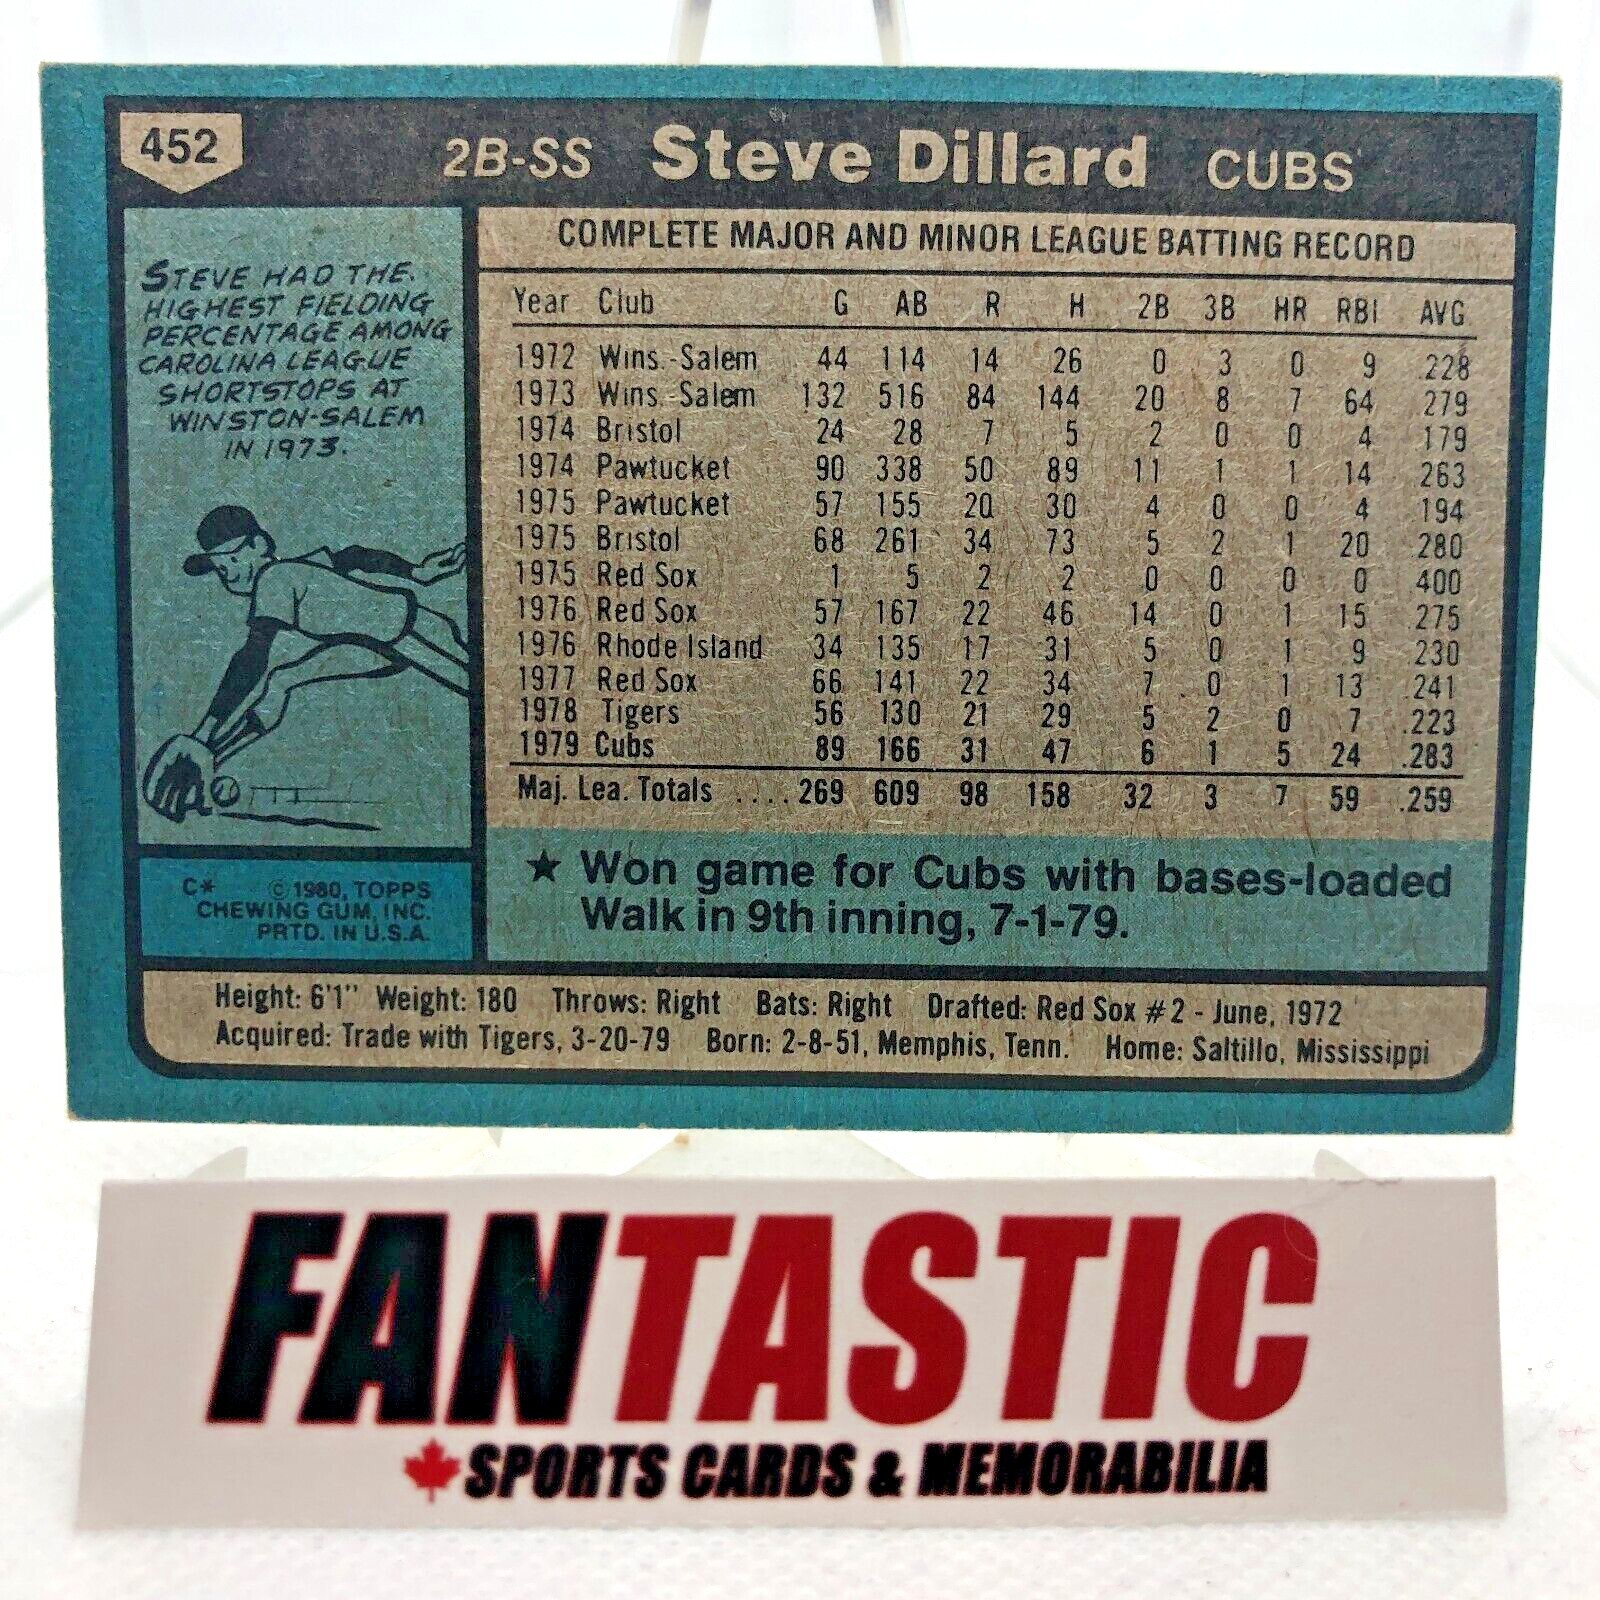 452 2B-SS Steve Dillard CUBS
STEVE HAD THE
HIGHEST FIELDING
PERCENTAGE AMONG
CAROLINA LEAGUE
SHORTSTOPS AT
WINSTON-SALEM
IN 1973.
C* © 1980, TOPPS
CHEWING GUM, INC.
PRTD. IN U.S.A.
COMPLETE MAJOR AND MINOR LEAGUE BATTING RECORD
Year Club G AB R H 2B 3B HR RBI AVG
1972 Wins.-Salem 44 114 14 26 0 3 0 9 .228
1973 Wins.-Salem 132 516 84 144 20 8 7 64 .279
1974 Bristol 24 28 7 5 2 0 0 4 .179
1974 Pawtucket 90 338 50 89 11 1 1 14 .263
1975 Pawtucket 57 155 20 30 4 0 0 4 .194
1975 Bristol 68 261 34 73 5 2 1 20 .280
1975 Red Sox 1 5 2 2 0 0 0 0 .400
1976 Red Sox 57 167 22 46 14 0 1 15 .275
1976 Rhode Island 34 135 17 31 5 0 1 9 .230
1977 Red Sox 66 141 22 34 7 0 1 13 .241
1978 Tigers 56 130 21 29 5 2 0 7 .223
1979 Cubs 89 166 31 47 6 1 5 24 .283
Maj. Lea. Totals ....269 609 98 158 32 3 7 59 .259
★ Won game for Cubs with bases-loaded
Walk in 9th inning, 7-1-79.
Height: 6'1" Weight: 180 Throws: Right Bats: Right Drafted: Red Sox #2 - June, 1972
Acquired: Trade with Tigers, 3-20-79 Born: 2-8-51, Memphis, Tenn. Home: Saltillo, Mississippi
FANTASTIC
SPORTS CARDS & MEMORABILIA